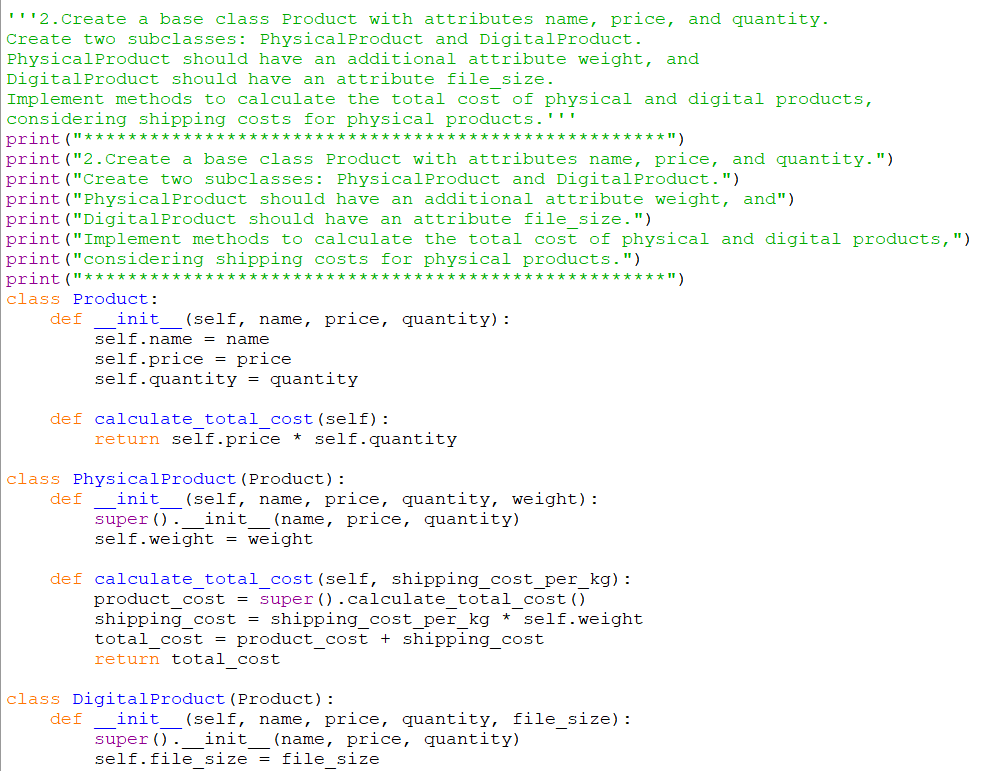 '''2.Create a base class Product with attributes name, price, and quantity.
Create two subclasses: PhysicalProduct and DigitalProduct.
PhysicalProduct should have an additional attribute weight, and
DigitalProduct should have an attribute file_size.
Implement methods to calculate the total cost of physical and digital products,
considering shipping costs for physical products.'''
print("*****************************************************")
print("2.Create a base class Product with attributes name, price, and quantity.")
print("Create two subclasses: PhysicalProduct and DigitalProduct.")
print("PhysicalProduct should have an additional attribute weight, and")
print("DigitalProduct should have an attribute file_size.")
print("Implement methods to calculate the total cost of physical and digital products,")
print("considering shipping costs for physical products.")
print("*****************************************************")
class Product:
    def __init__(self, name, price, quantity):
        self.name = name
        self.price = price
        self.quantity = quantity

    def calculate_total_cost(self):
        return self.price * self.quantity

class PhysicalProduct(Product):
    def __init__(self, name, price, quantity, weight):
        super().__init__(name, price, quantity)
        self.weight = weight

    def calculate_total_cost(self, shipping_cost_per_kg):
        product_cost = super().calculate_total_cost()
        shipping_cost = shipping_cost_per_kg * self.weight
        total_cost = product_cost + shipping_cost
        return total_cost

class DigitalProduct(Product):
    def __init__(self, name, price, quantity, file_size):
        super().__init__(name, price, quantity)
        self.file_size = file_size